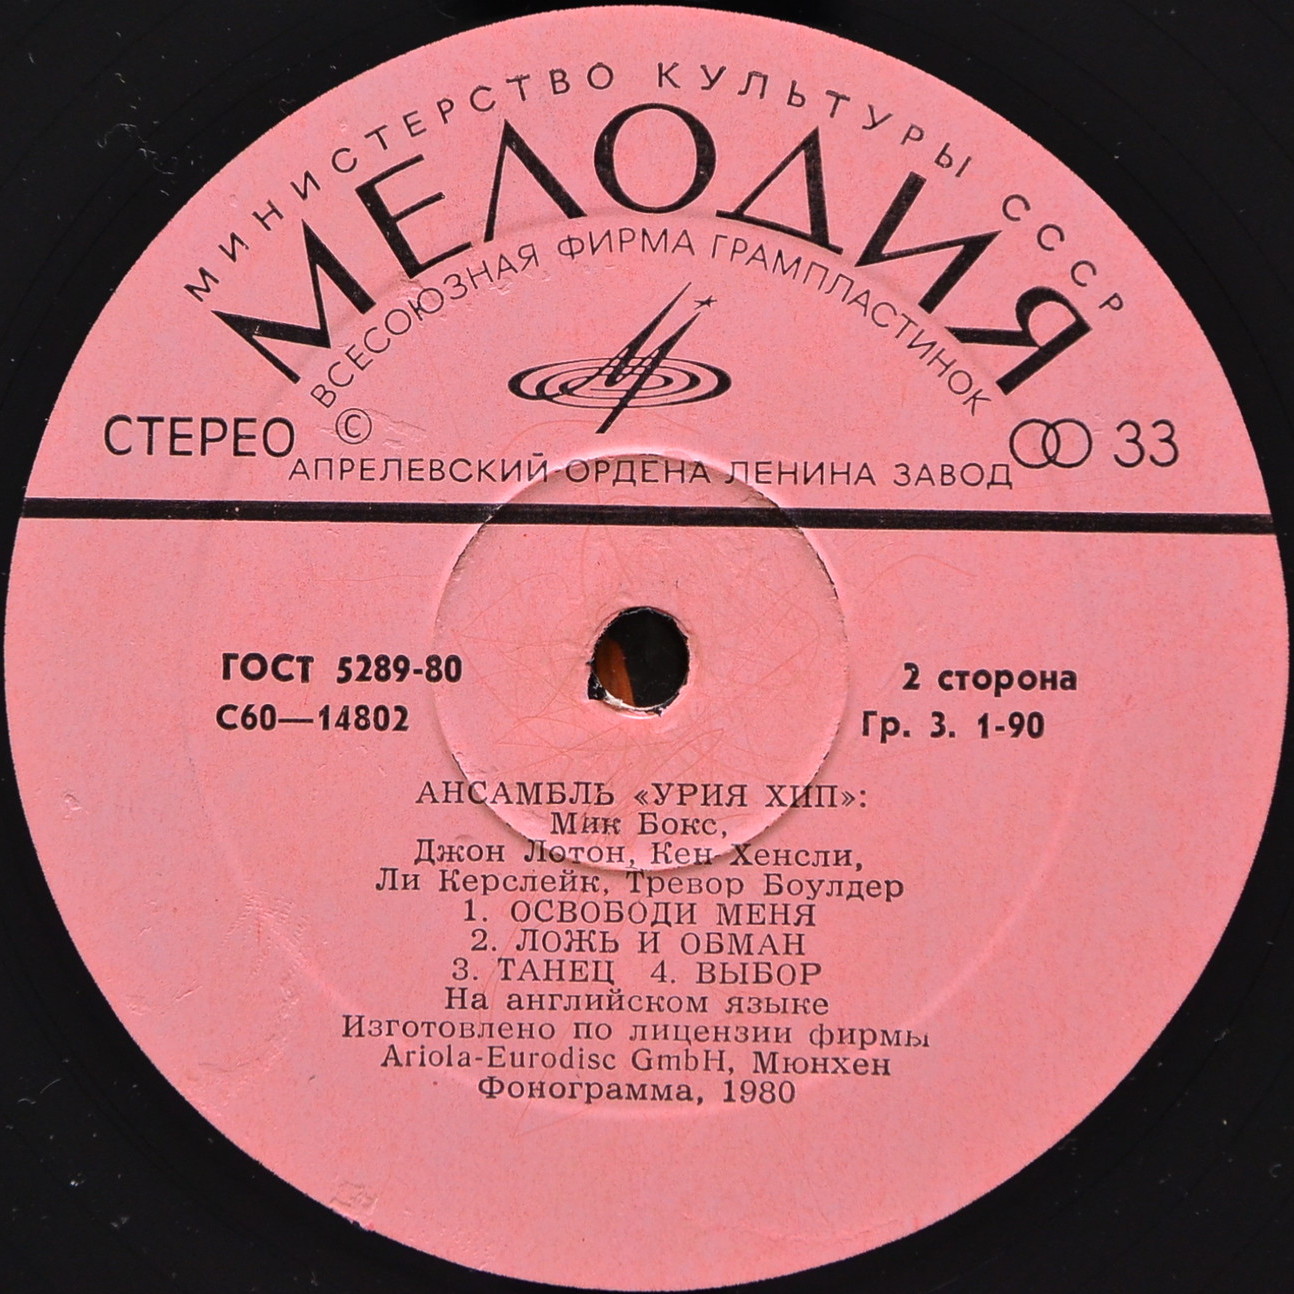 МИНИСТЕРСТВО КУЛЬТУРЫ СССР
МЕЛОДИЯ
ВСЕСОЮЗНАЯ ФИРМА ГРАМПЛАСТИНОК
СТЕРЕО © 33
АПРЕЛЕВСКИЙ ОРДЕНА ЛЕНИНА ЗАВОД
ГОСТ 5289-80
С60—14802
2 сторона
Гр. 3. 1-90
АНСАМБЛЬ «УРИЯ ХИП»:
Мик Бокс,
Джон Лотон, Кен Хенсли,
Ли Керслейк, Тревор Боулдер
1. ОСВОБОДИ МЕНЯ
2. ЛОЖЬ И ОБМАН
3. ТАНЕЦ 4. ВЫБОР
На английском языке
Изготовлено по лицензии фирмы
Ariola-Eurodisc GmbH, Мюнхен
Фонограмма, 1980